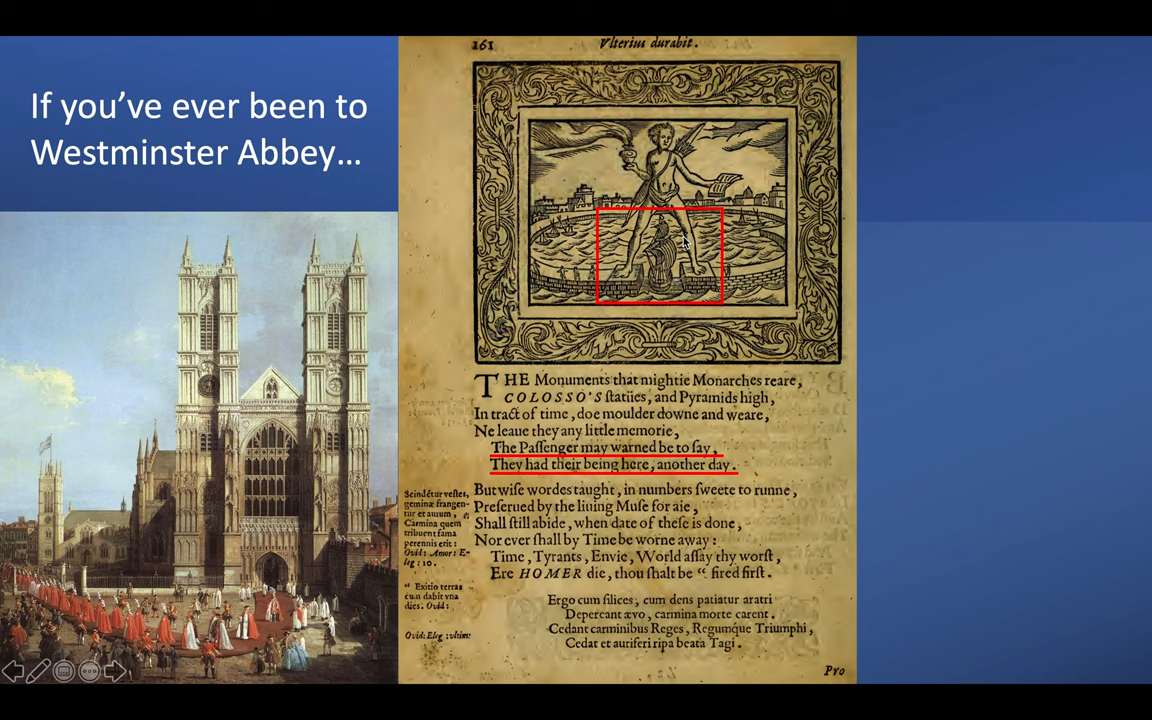 If you’ve ever been to
Westminster Abbey…
161
Vlterius durabit.
THE Monuments that mightie Monarches reare,
COLOSSO'S ſtatües, and Pyramids high,
In tract of time, doe moulder downe and weare,
Ne leaue they any little memorie,
The Paſſenger may warned be to ſay,
They had their being here, another day.
But wiſe wordes taught, in numbers ſweete to runne,
Preſerued by the liuing Muſe for aie,
Shall ſtill abide, when date of theſe is done,
Nor ever ſhall by Time be worne away:
Time, Tyrants, Envie, World aſſay thy worſt,
Ere HOMER die, thou ſhalt be “ fired firſt.
Ergo cum ſilices, cum dens patiatur aratri
Depereant ævo, carmina morte carent.
Cedant carminibus Reges, Regumque Triumphi,
Cedat et auriferi ripa beata Tagi.
Scindétur veſtes,
gemmæ frangen-
tur et aurum,
Carmina quem
tribuent fama
perennis erit:
Ovid: Amor: E-
leg: 10.
“ Exitio terras
cum dabit vna
dies. Ovid:
Ovid: Eleg: vltim:
Pro